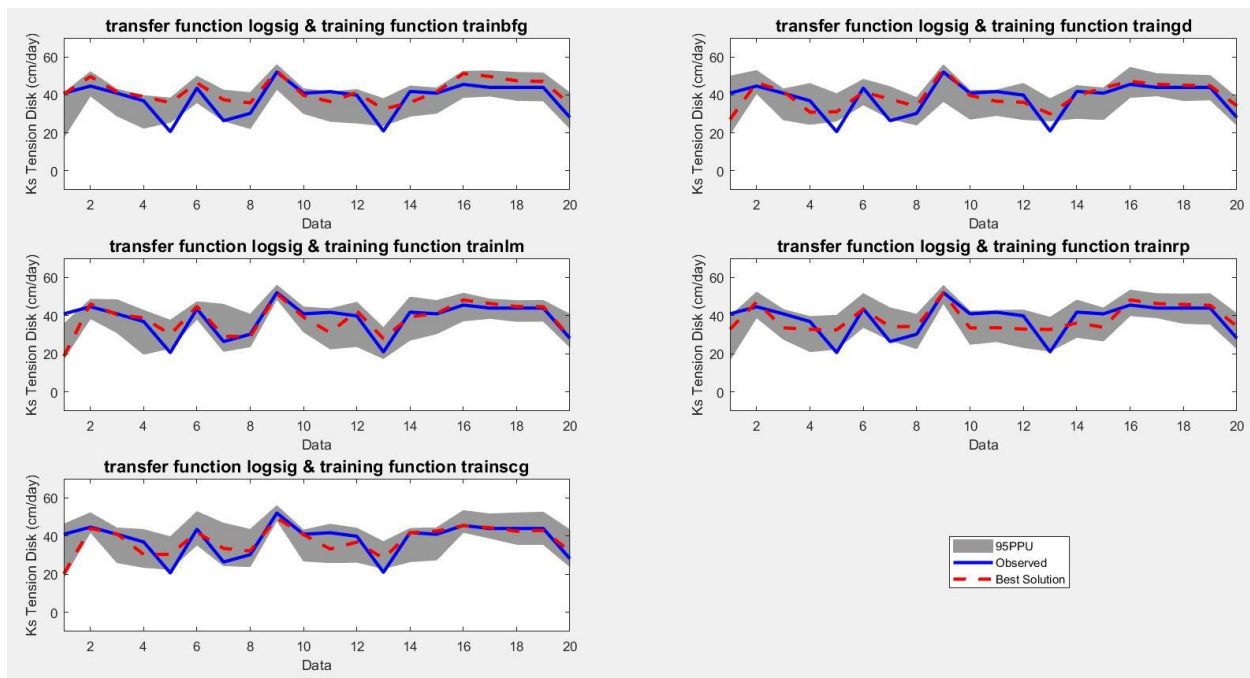 transfer function logsig & training function trainbfg
Ks Tension Disk (cm/day)
60
40
20
0
2 4 6 8 10 12 14 16 18 20
Data
transfer function logsig & training function traingd
Ks Tension Disk (cm/day)
60
40
20
0
2 4 6 8 10 12 14 16 18 20
Data
transfer function logsig & training function trainlm
Ks Tension Disk (cm/day)
60
40
20
0
2 4 6 8 10 12 14 16 18 20
Data
transfer function logsig & training function trainrp
Ks Tension Disk (cm/day)
60
40
20
0
2 4 6 8 10 12 14 16 18 20
Data
transfer function logsig & training function trainscg
Ks Tension Disk (cm/day)
60
40
20
0
2 4 6 8 10 12 14 16 18 20
Data
95PPU
Observed
Best Solution